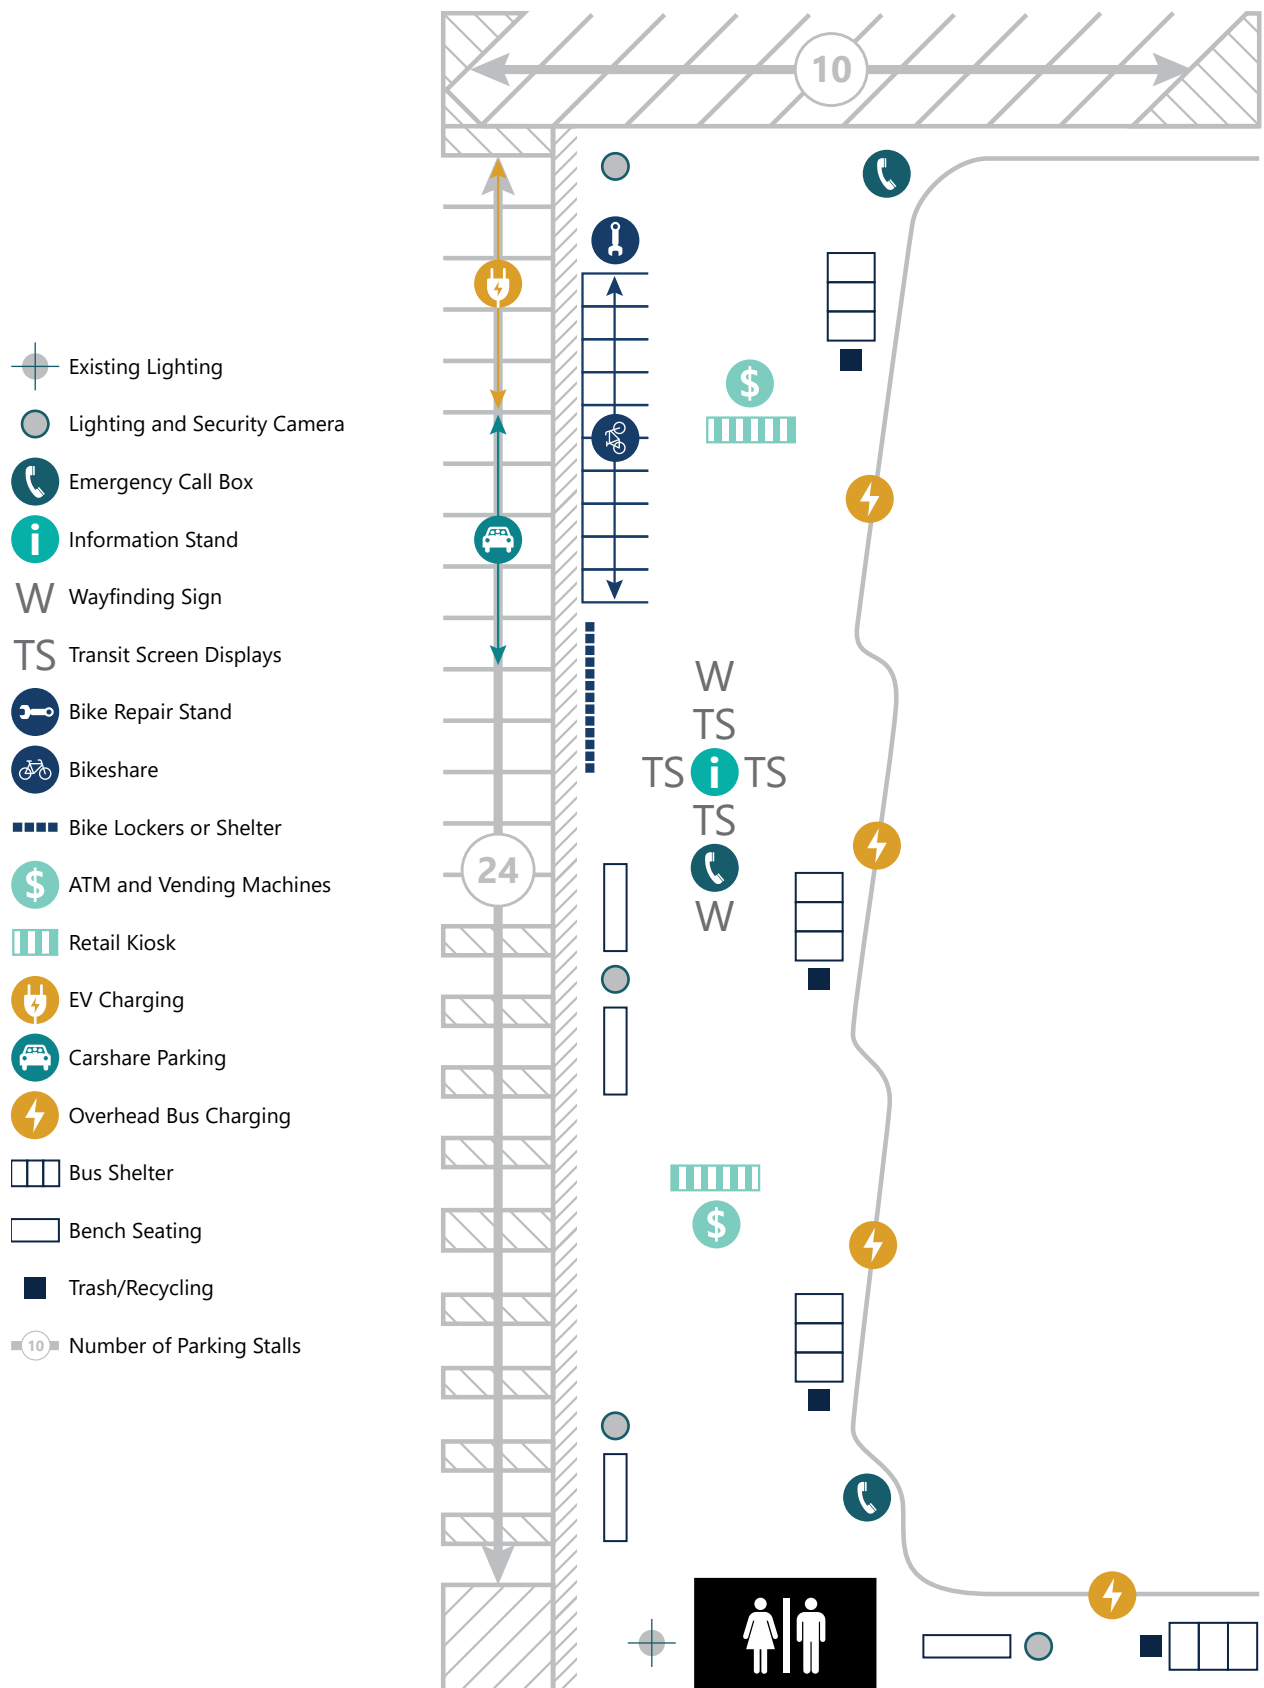 10
Existing Lighting
Lighting and Security Camera
Emergency Call Box
i Information Stand
W Wayfinding Sign
TS Transit Screen Displays
Bike Repair Stand
Bikeshare
Bike Lockers or Shelter
$ ATM and Vending Machines
Retail Kiosk
EV Charging
Carshare Parking
Overhead Bus Charging
Bus Shelter
Bench Seating
Trash/Recycling
10 Number of Parking Stalls
$
W
TS
TS i TS
TS
W
24
$